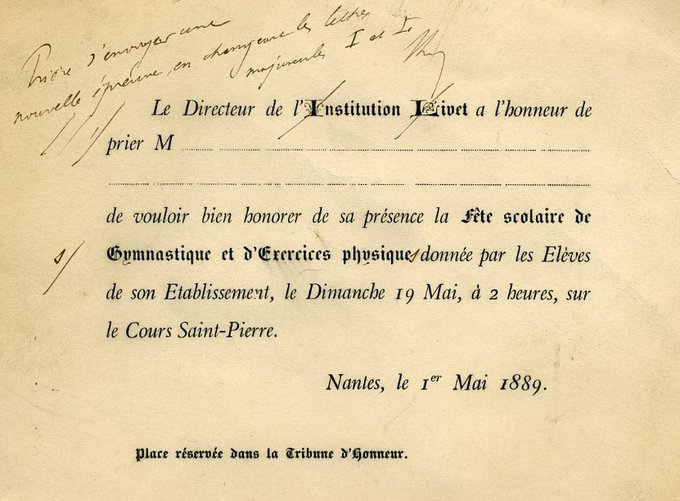 Prière d'envoyer une
nouvelle épreuve en changeant les lettres
majuscules I et L
Le Directeur de l'Institution Livet a l'honneur de
prier M
de vouloir bien honorer de sa présence la Fête scolaire de
Gymnastique et d'Exercices physiques donnée par les Elèves
de son Etablissement, le Dimanche 19 Mai, à 2 heures, sur
le Cours Saint-Pierre.
Nantes, le 1er Mai 1889.
Place réservée dans la Tribune d'Honneur.